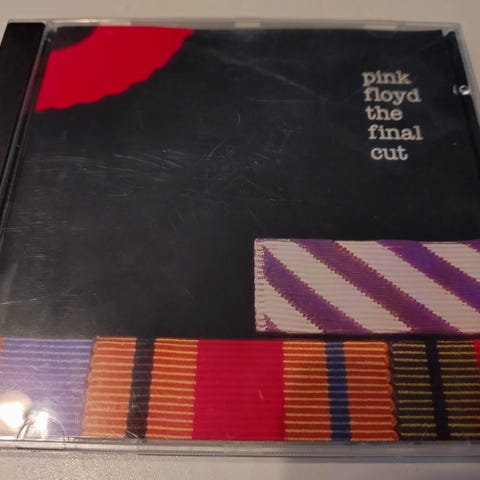 pink
floyd
the
final
cut